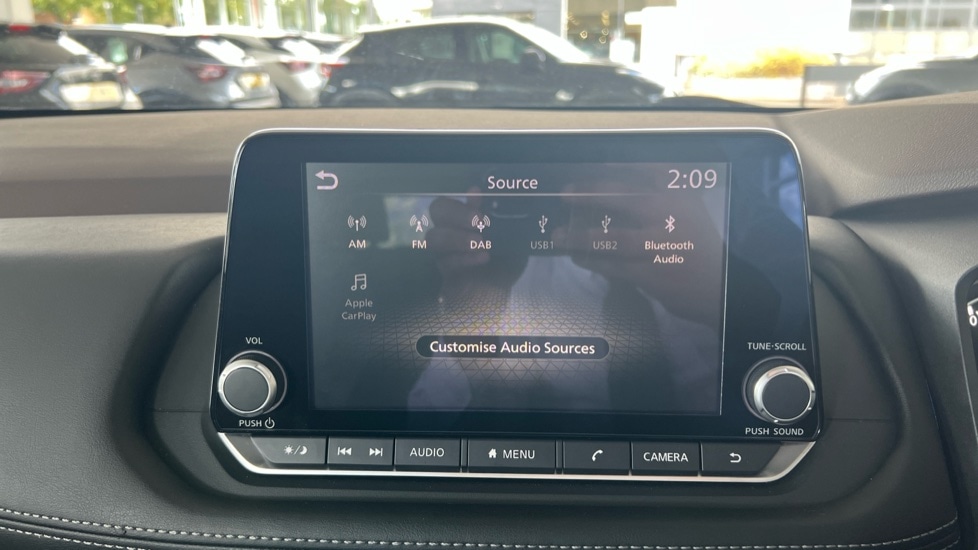 Source
2:09
AM
FM
DAB
USB1
USB2
Bluetooth
Audio
Apple
CarPlay
Customise Audio Sources
VOL
PUSH
TUNE·SCROLL
PUSH SOUND
AUDIO
MENU
CAMERA